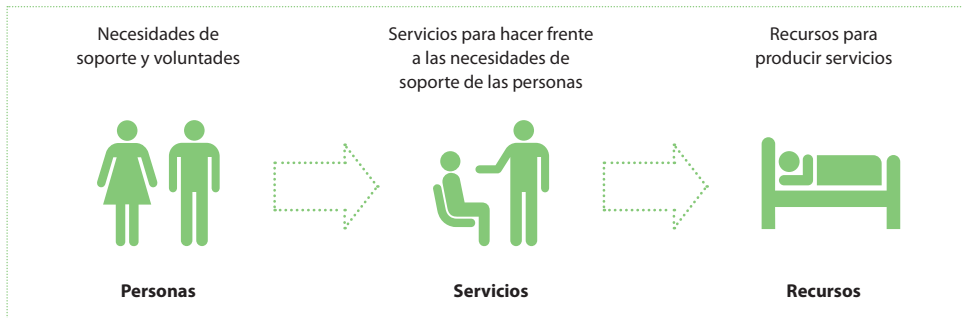 Necesidades de
soporte y voluntades
Servicios para hacer frente
a las necesidades de
soporte de las personas
Recursos para
producir servicios
Personas
Servicios
Recursos